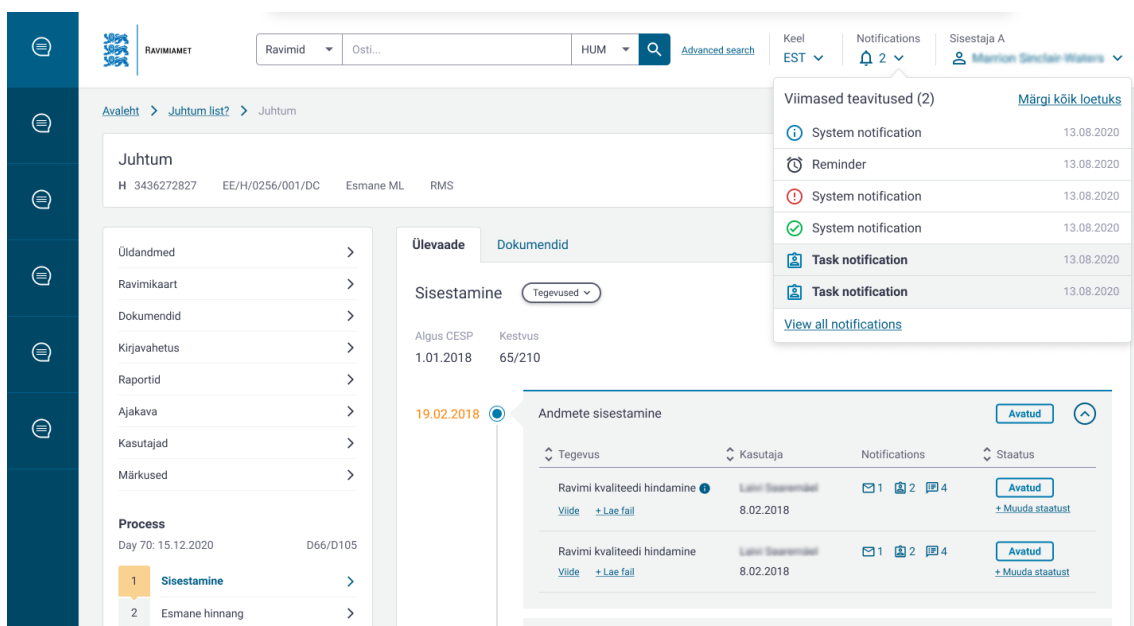 RAVIMIAMET
Ravimid Osti... HUM Advanced search
Keel
EST
Notifications
2
Sisestaja A
Avaleht Juhtum list? Juhtum
Viimased teavitused (2) Märgi kõik loetuks
System notification 13.08.2020
Reminder 13.08.2020
System notification 13.08.2020
System notification 13.08.2020
Task notification 13.08.2020
Task notification 13.08.2020
View all notifications
Juhtum
H 3436272827 EE/H/0256/001/DC Esmane ML RMS
Üldandmed
Ravimikaart
Dokumendid
Kirjavahetus
Raportid
Ajakava
Kasutajad
Märkused
Process
Day 70: 15.12.2020 D66/D105
1 Sisestamine
2 Esmane hinnang
Ülevaade Dokumendid
Sisestamine Tegevused
Algus CESP Kestvus
1.01.2018 65/210
19.02.2018 Andmete sisestamine Avatud
Tegevus Kasutaja Notifications Staatus
Ravimi kvaliteedi hindamine 1 2 4 Avatud
Viide + Lae fail 8.02.2018 + Muuda staatust
Ravimi kvaliteedi hindamine 1 2 4 Avatud
Viide + Lae fail 8.02.2018 + Muuda staatust